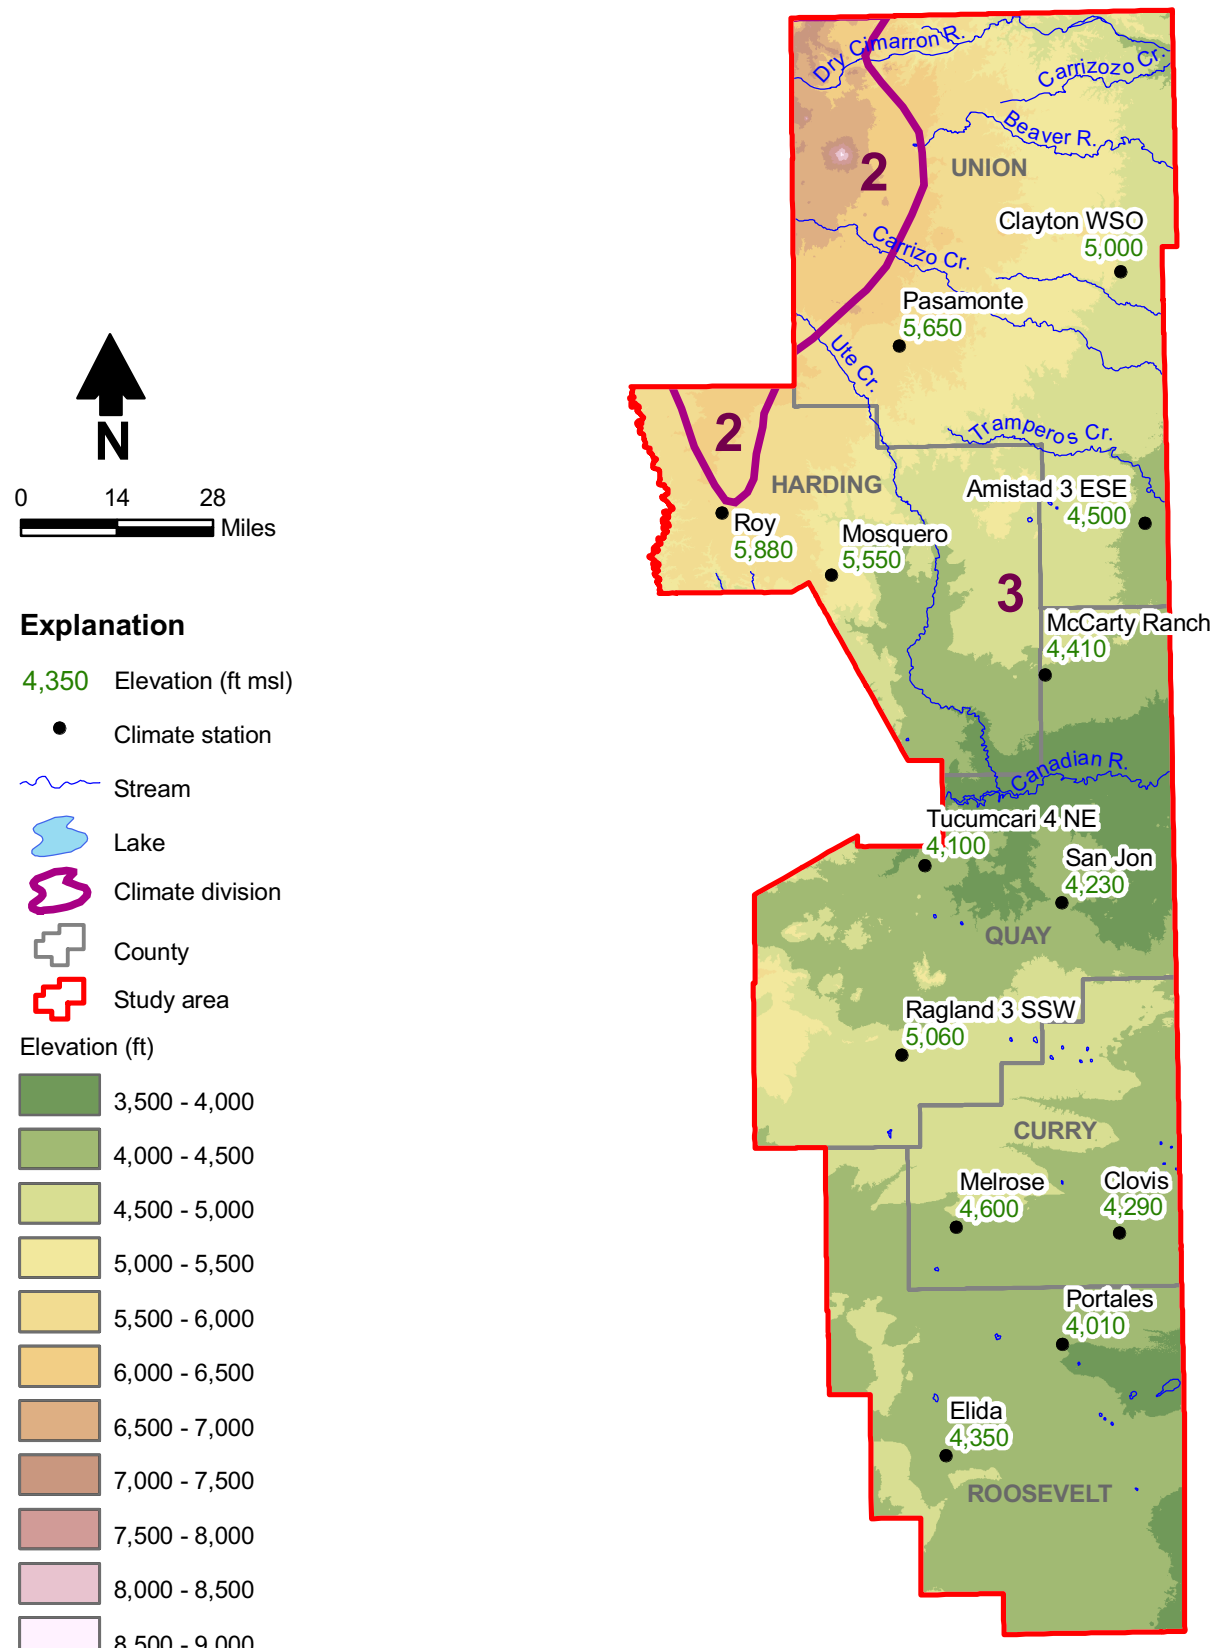 Dry Cimarron R.
Carrizozo Cr.
Beaver R.
2
UNION
Clayton WSO
5,000
Carrizo Cr.
Pasamonte
5,650
Ute Cr.
N
0 14 28
Miles
2
Tramperos Cr.
HARDING
Amistad 3 ESE
4,500
Roy
5,880
Mosquero
5,550
3
McCarty Ranch
4,410
Canadian R.
Tucumcari 4 NE
4,100
San Jon
4,230
QUAY
Ragland 3 SSW
5,060
CURRY
Melrose
4,600
Clovis
4,290
Portales
4,010
Elida
4,350
ROOSEVELT
Explanation
4,350 Elevation (ft msl)
Climate station
Stream
Lake
Climate division
County
Study area
Elevation (ft)
3,500 - 4,000
4,000 - 4,500
4,500 - 5,000
5,000 - 5,500
5,500 - 6,000
6,000 - 6,500
6,500 - 7,000
7,000 - 7,500
7,500 - 8,000
8,000 - 8,500
8,500 - 9,000